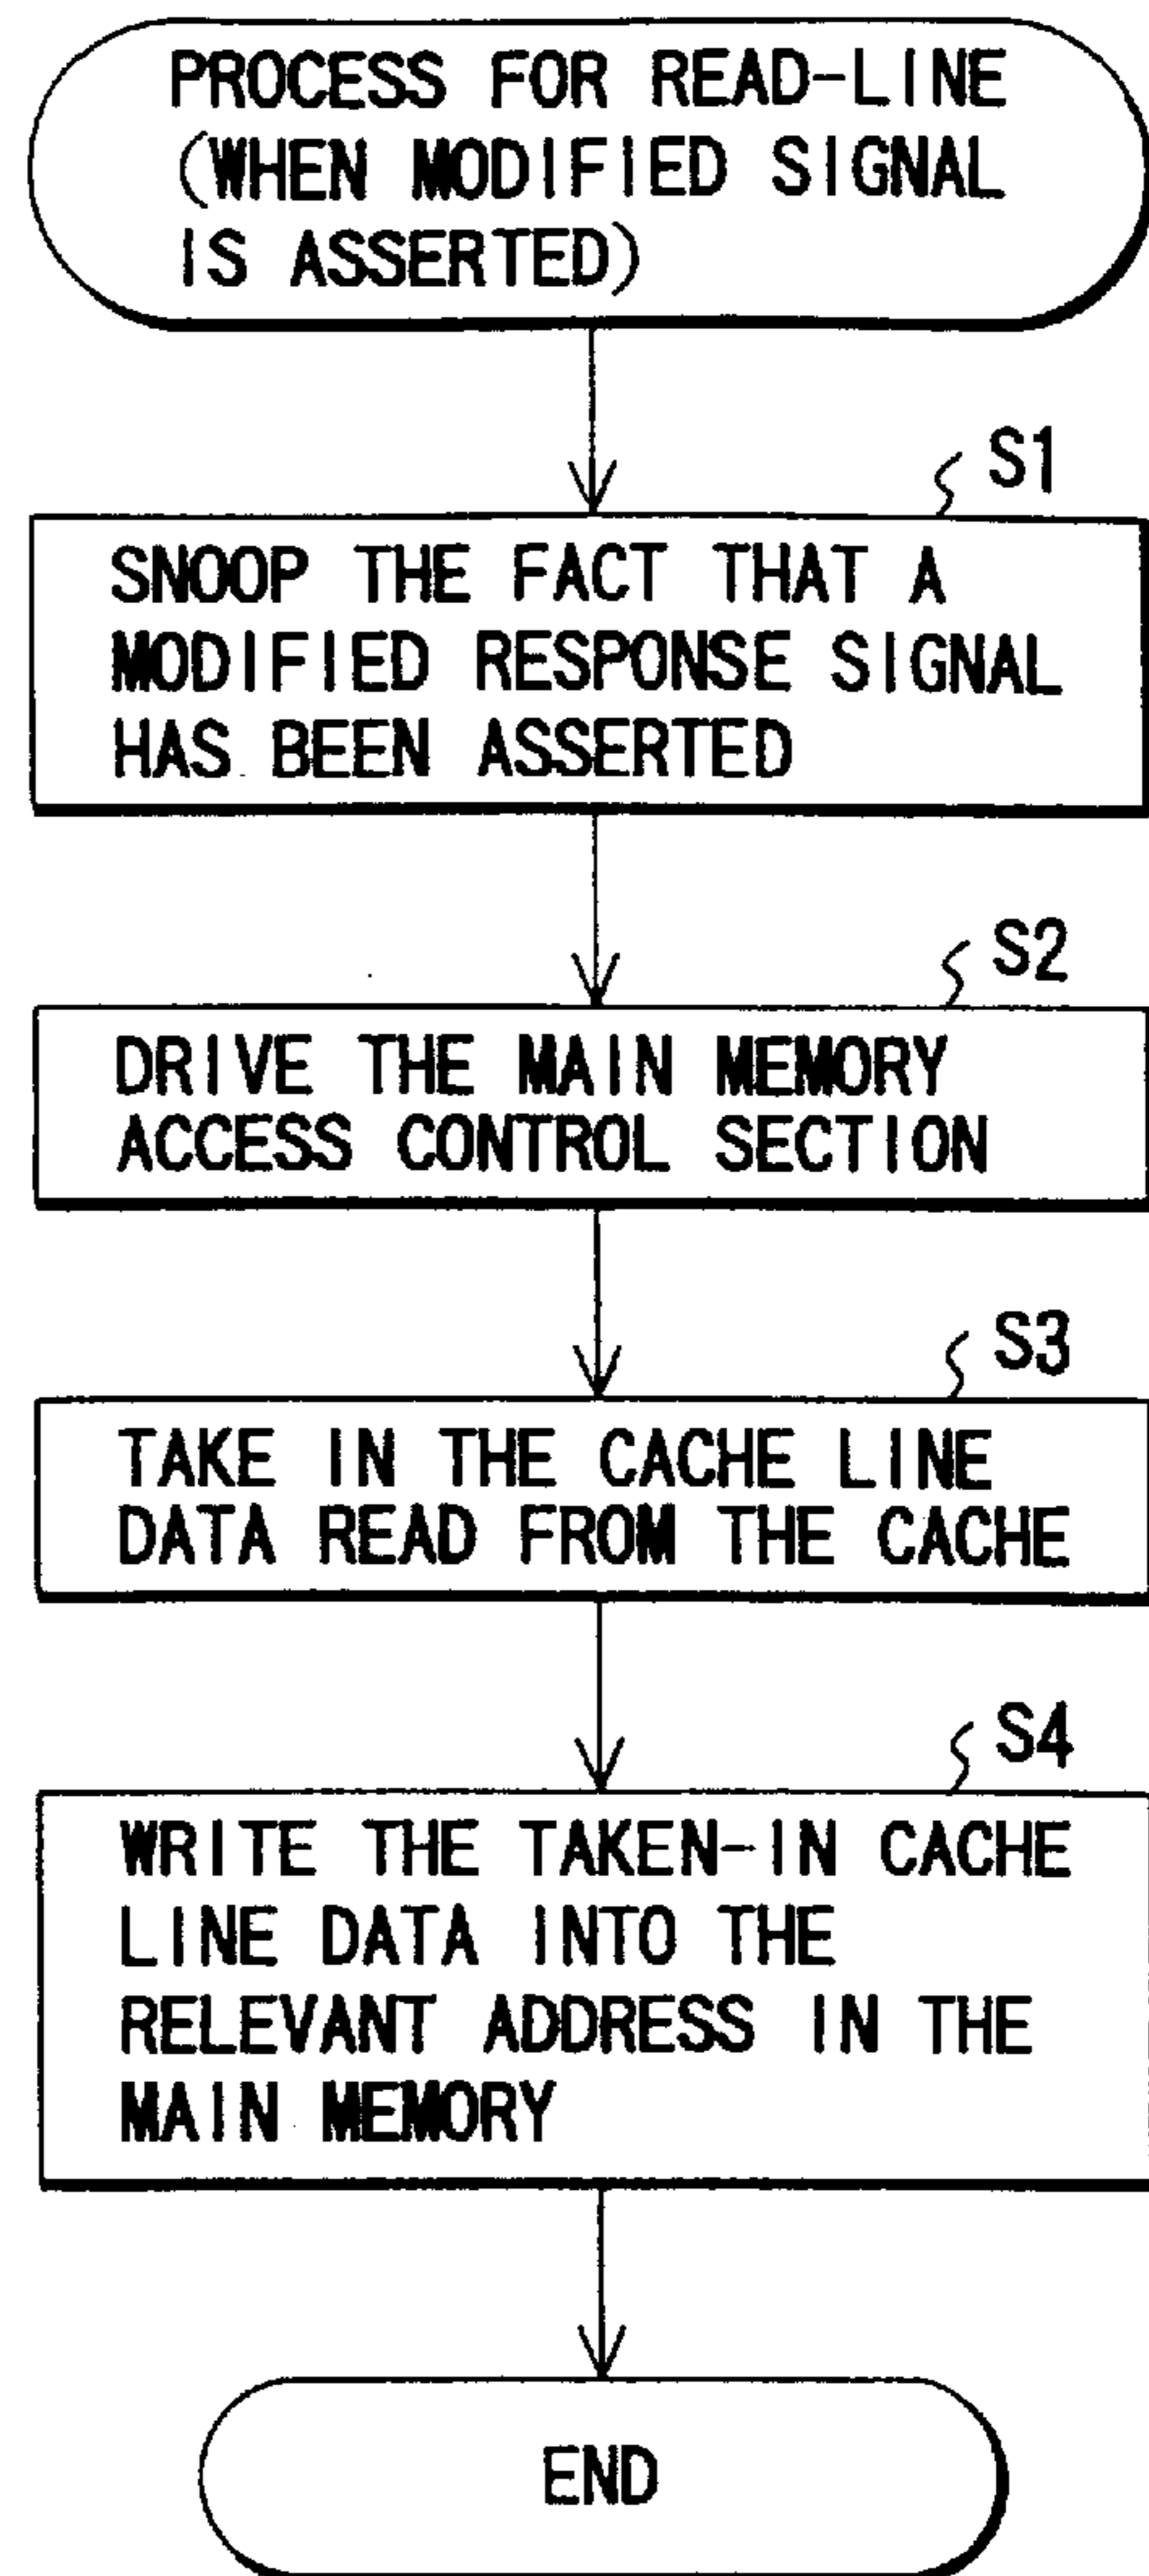 PROCESS FOR READ-LINE
(WHEN MODIFIED SIGNAL
IS ASSERTED)
S1
SNOOP THE FACT THAT A
MODIFIED RESPONSE SIGNAL
HAS BEEN ASSERTED
S2
DRIVE THE MAIN MEMORY
ACCESS CONTROL SECTION
S3
TAKE IN THE CACHE LINE
DATA READ FROM THE CACHE
S4
WRITE THE TAKEN-IN CACHE
LINE DATA INTO THE
RELEVANT ADDRESS IN THE
MAIN MEMORY
END